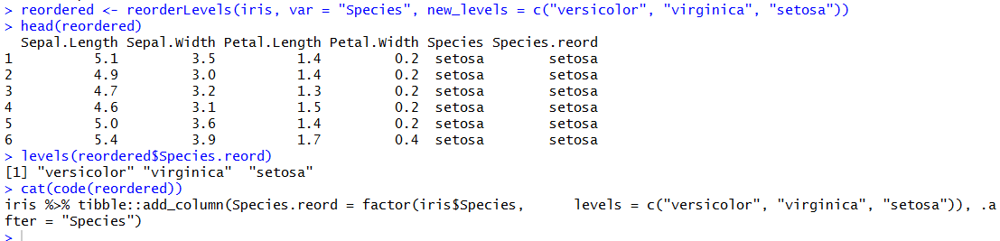 > reordered <- reorderLevels(iris, var = "Species", new_levels = c("versicolor", "virginica", "setosa"))
> head(reordered)
  Sepal.Length Sepal.Width Petal.Length Petal.Width Species Species.reord
1          5.1         3.5          1.4         0.2  setosa        setosa
2          4.9         3.0          1.4         0.2  setosa        setosa
3          4.7         3.2          1.3         0.2  setosa        setosa
4          4.6         3.1          1.5         0.2  setosa        setosa
5          5.0         3.6          1.4         0.2  setosa        setosa
6          5.4         3.9          1.7         0.4  setosa        setosa
> levels(reordered$Species.reord)
[1] "versicolor" "virginica"  "setosa"
> cat(code(reordered))
iris %>% tibble::add_column(Species.reord = factor(iris$Species,      levels = c("versicolor", "virginica", "setosa")), .a
fter = "Species")
>